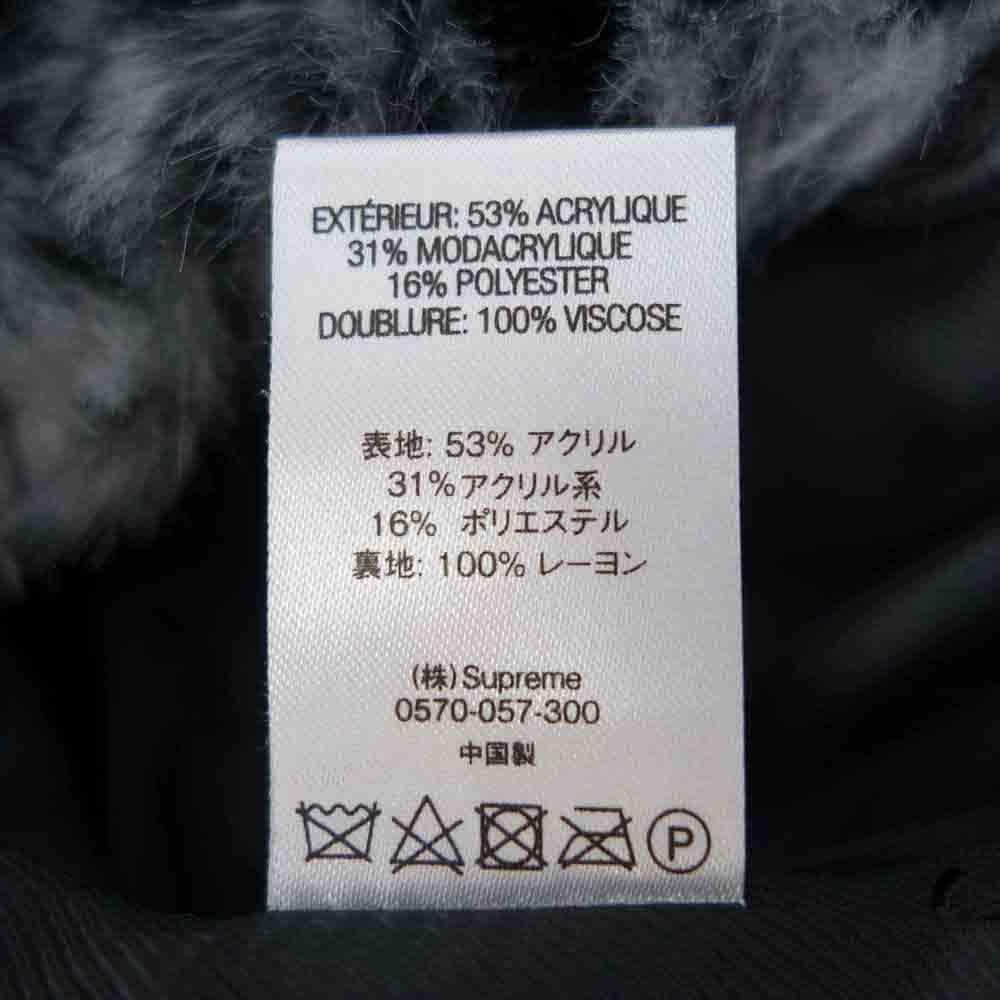 EXTÉRIEUR: 53% ACRYLIQUE
31% MODACRYLIQUE
16% POLYESTER
DOUBLURE: 100% VISCOSE
表地: 53% アクリル
31%アクリル系
16% ポリエステル
裏地: 100% レーヨン
(株)Supreme
0570-057-300
中国製
P